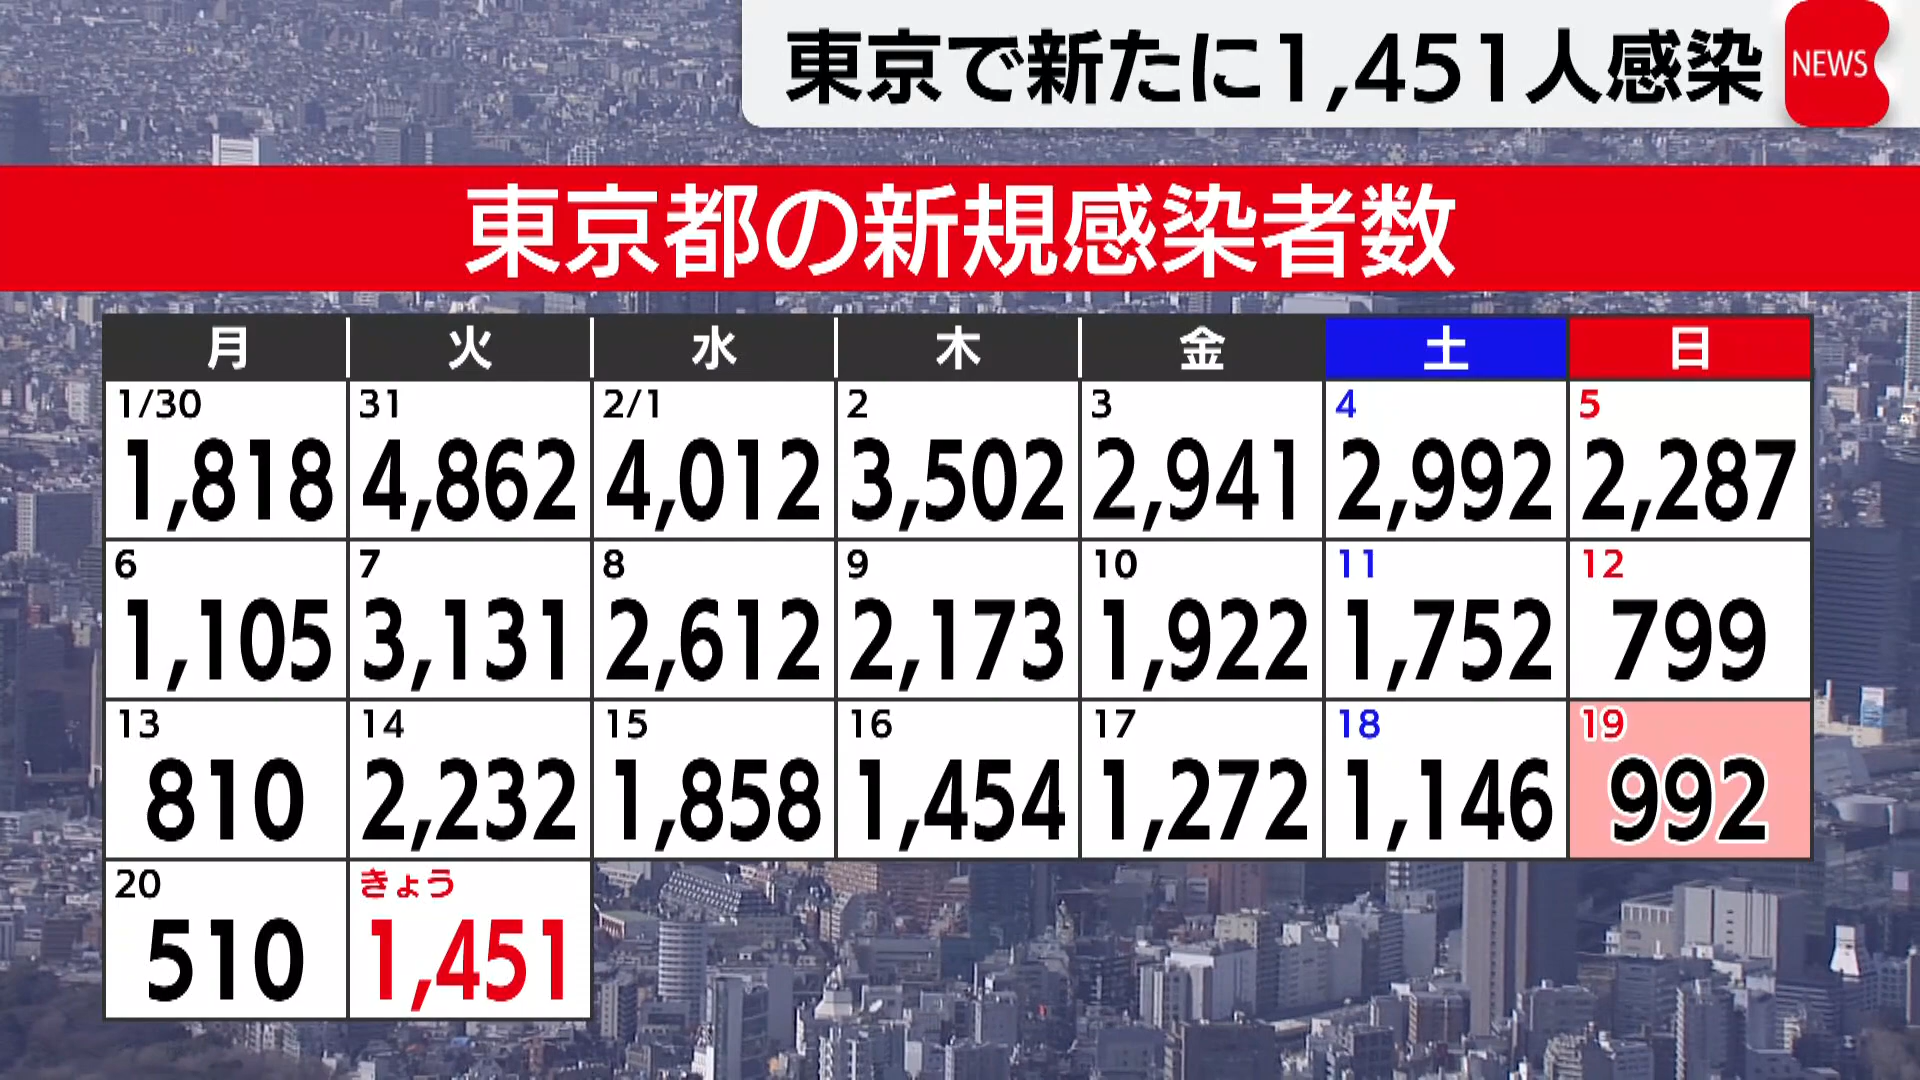 東京で新たに1,451人感染
NEWS
東京都の新規感染者数
月 火 水 木 金 土 日
1/30 31 2/1 2 3 4 5
1,818 4,862 4,012 3,502 2,941 2,992 2,287
6 7 8 9 10 11 12
1,105 3,131 2,612 2,173 1,922 1,752 799
13 14 15 16 17 18 19
810 2,232 1,858 1,454 1,272 1,146 992
20 きょう
510 1,451